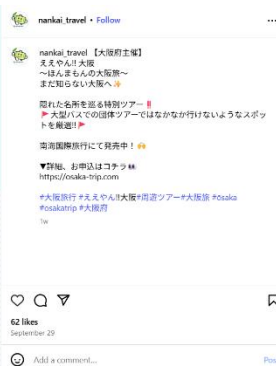 nankai_travel • Follow
nankai_travel 【大阪府主催】
ええやん!! 大阪
～ほんまもんの大阪旅～
まだ知らない大阪へ✨
隠れた名所を巡る特別ツアー‼️
🚩大型バスでの団体ツアーではなかなか行けないようなスポッ
トを厳選!!🚩
南海国際旅行にて発売中！🙌
▼詳細、お申込はコチラ👀
https://osaka-trip.com
#大阪旅行 #ええやん!!大阪#周遊ツアー#大阪旅 #osaka
#osakatrip #大阪府
1w
62 likes
September 29
Add a comment...
Pos